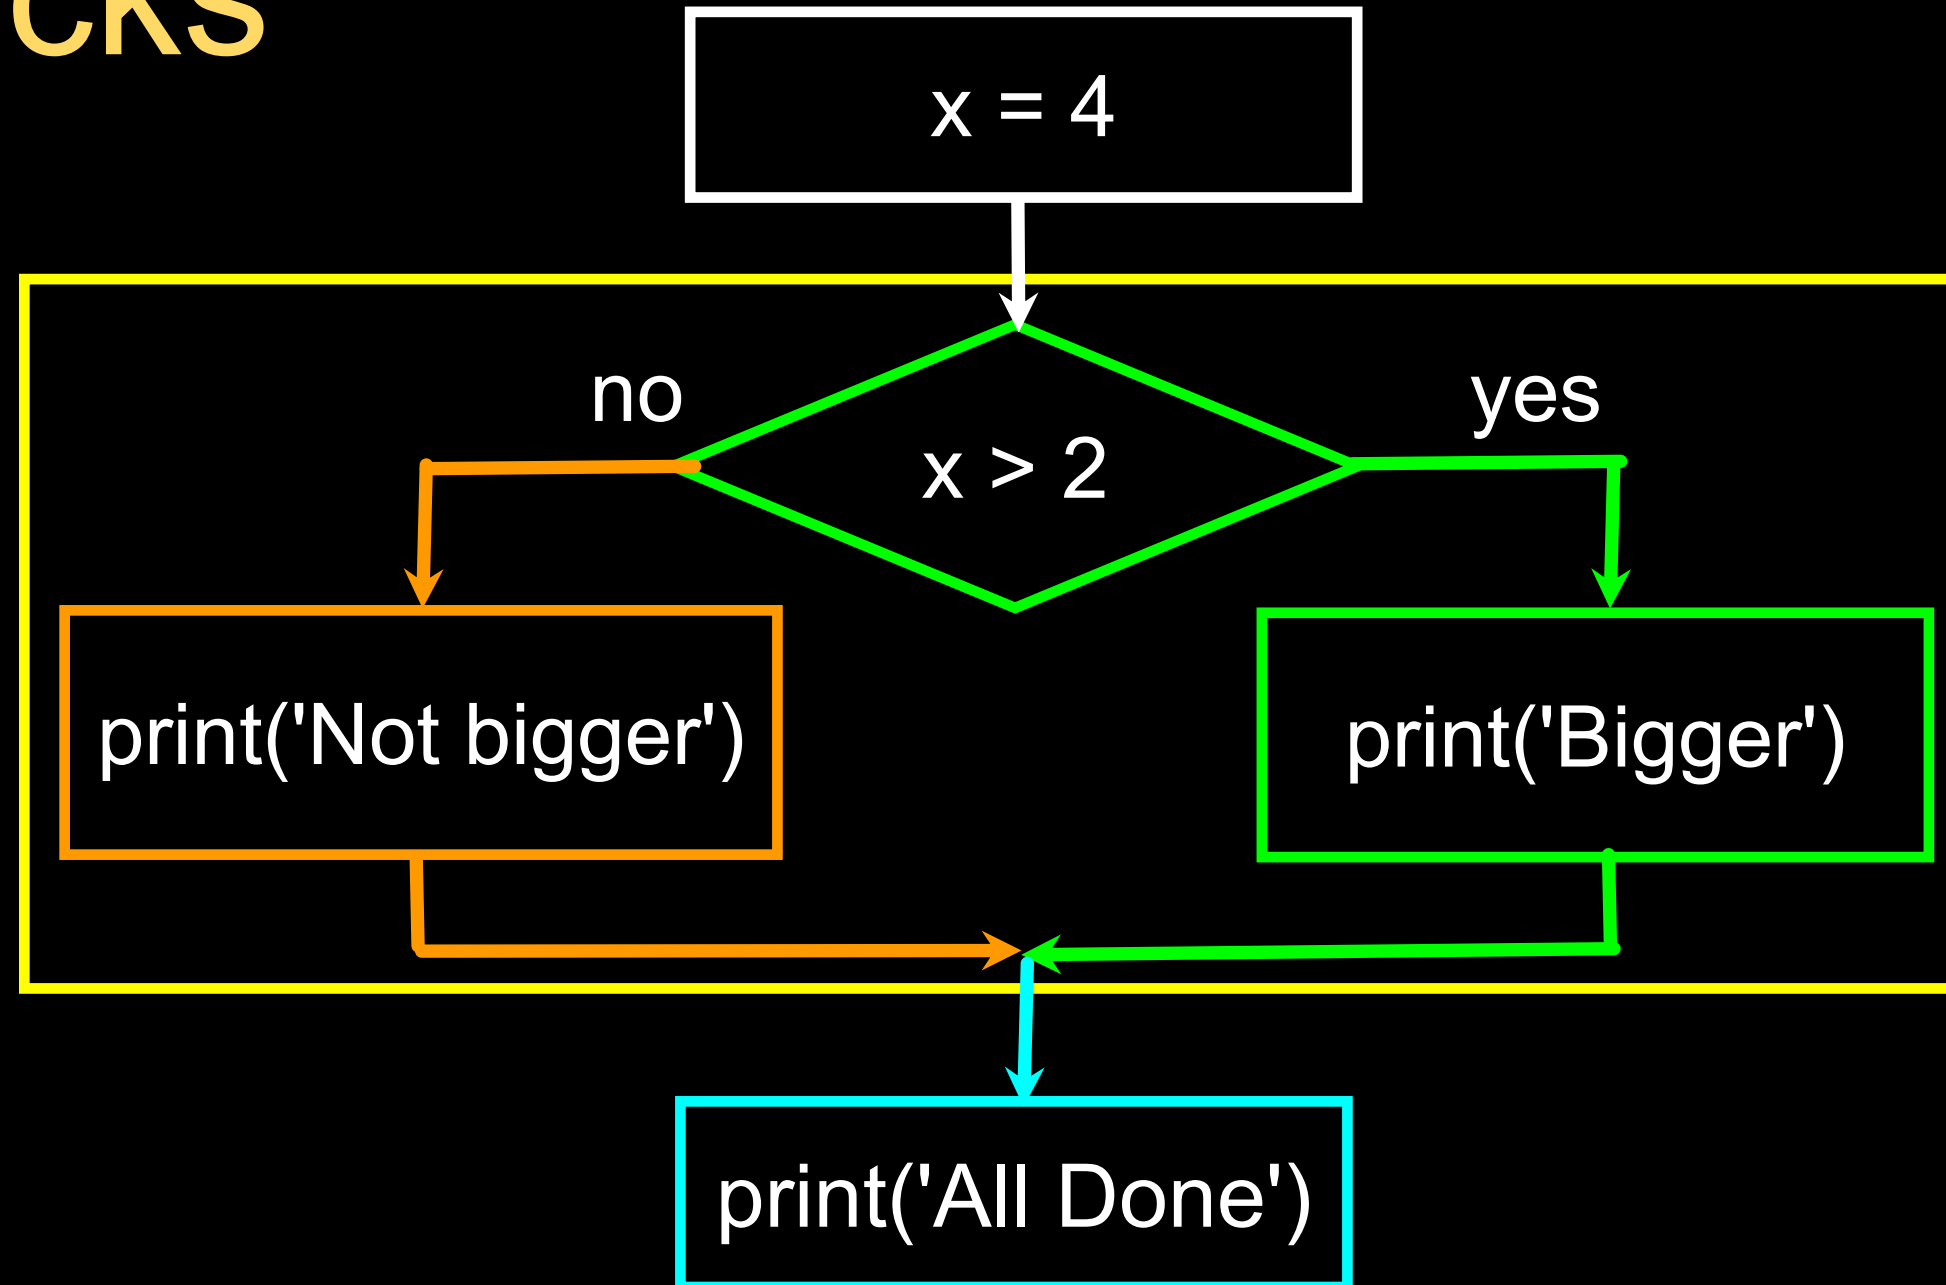 x = 4
no
yes
x > 2
print('Not bigger')
print('Bigger')
print('All Done')